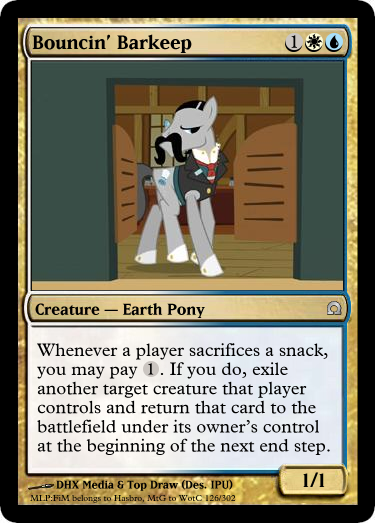 Bouncin' Barkeep 1
Creature — Earth Pony
Whenever a player sacrifices a snack,
you may pay 1. If you do, exile
another target creature that player
controls and return that card to the
battlefield under its owner's control
at the beginning of the next end step.
DHX Media & Top Draw (Des. IPU)
1/1
MLP:FiM belongs to Hasbro, MtG to WotC 126/302